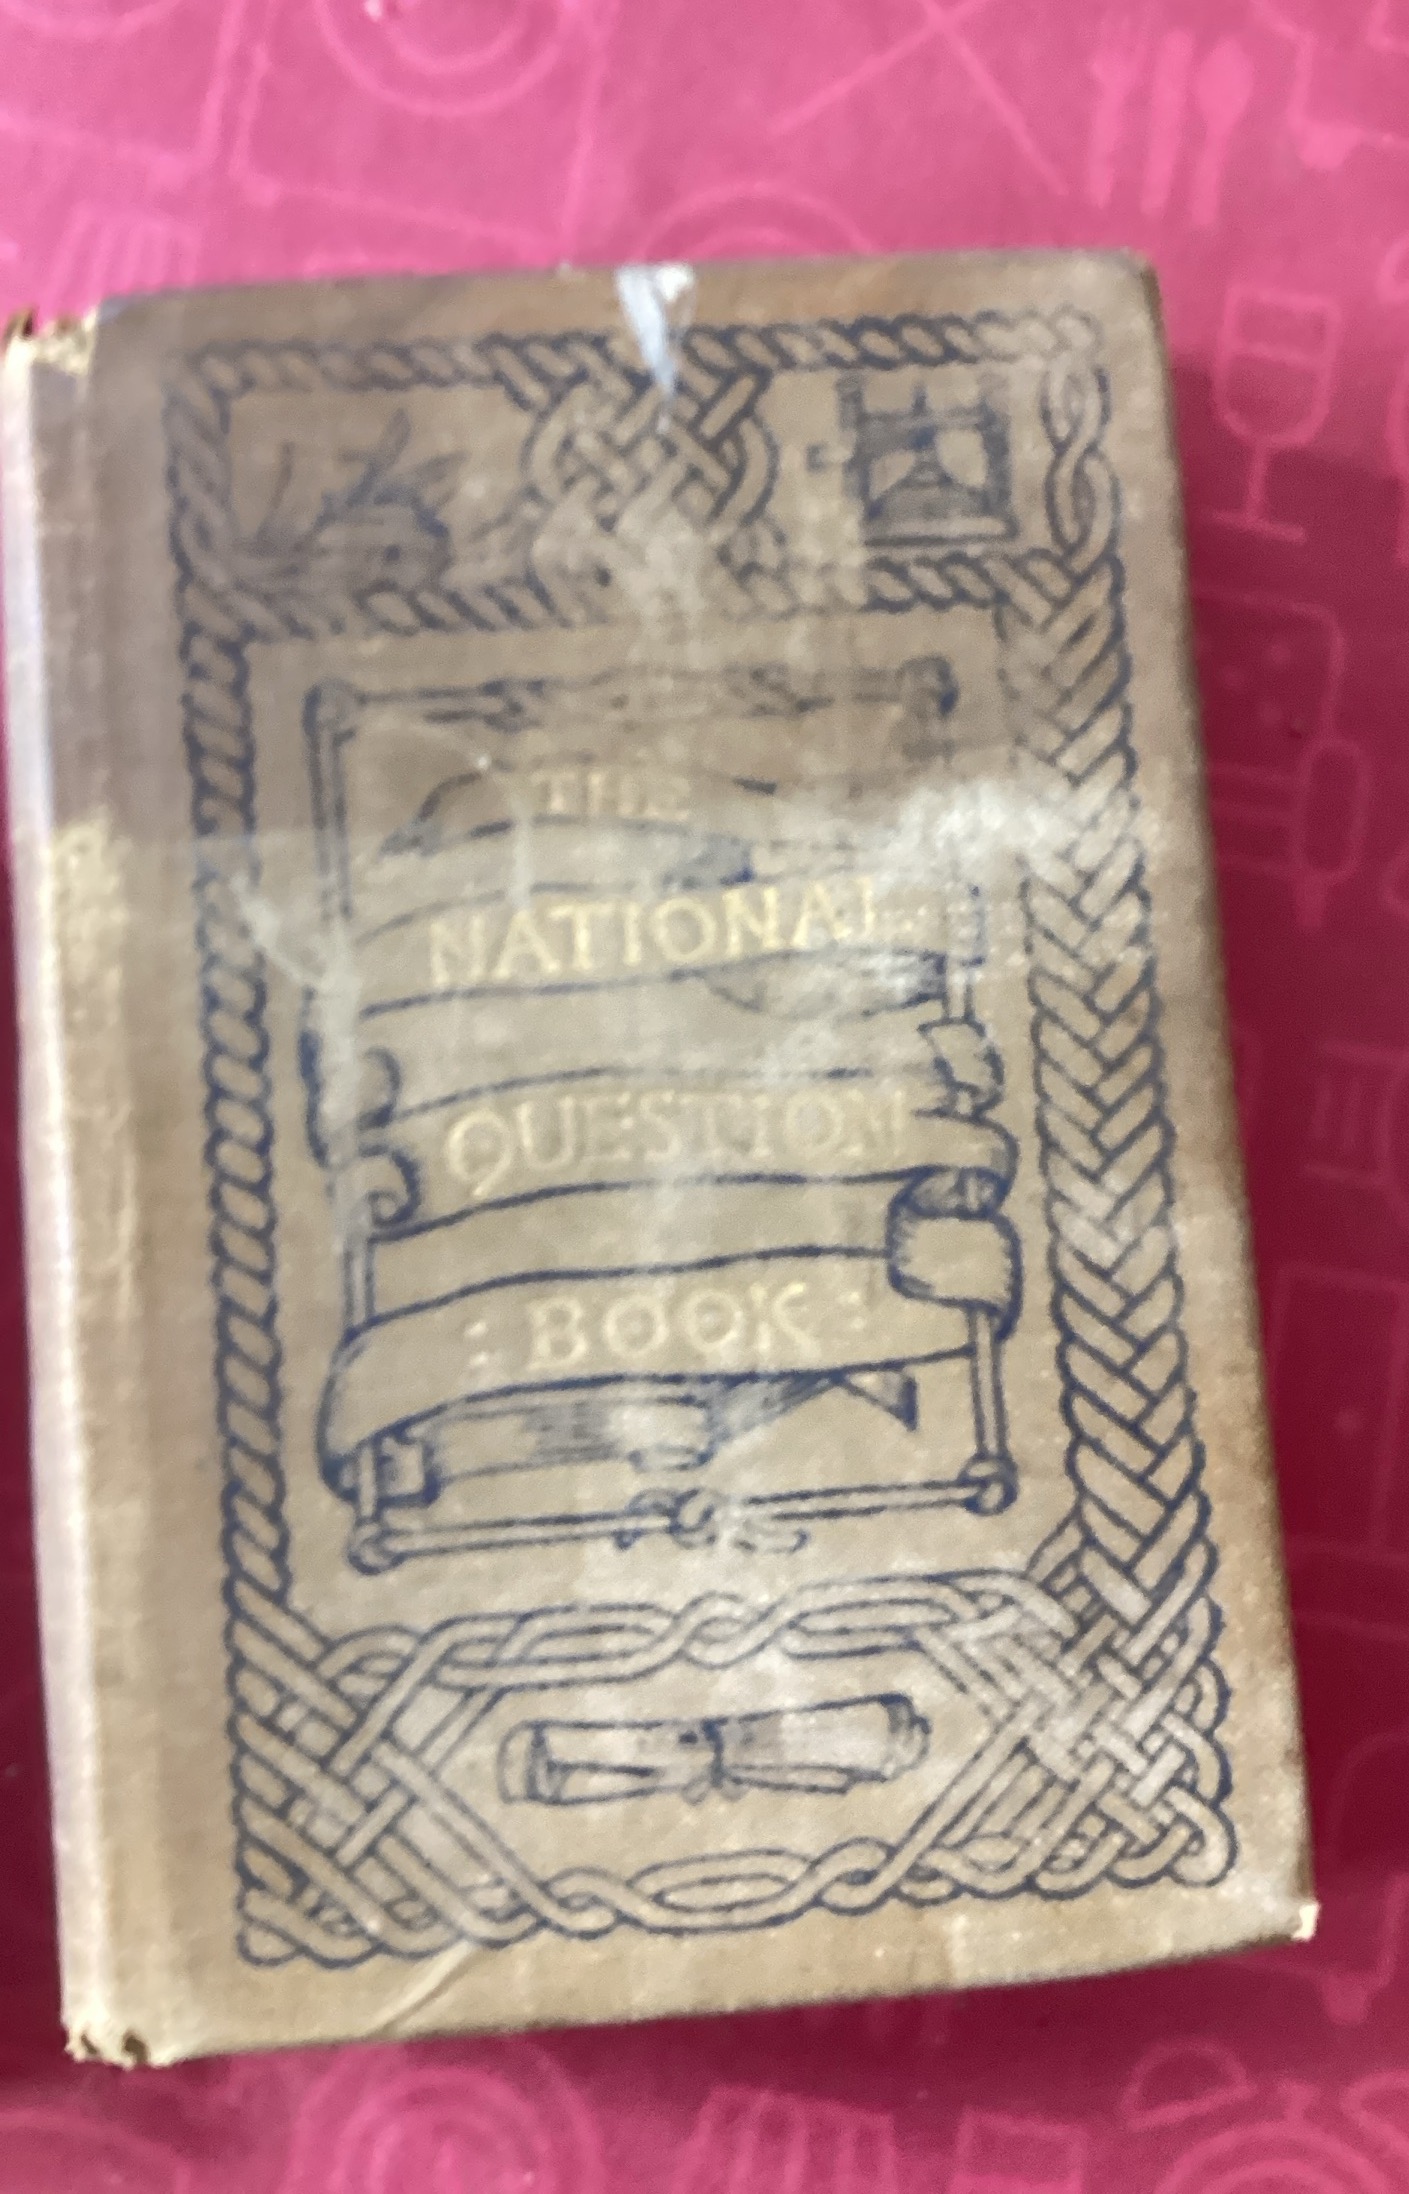 THE
NATIONAL
QUESTION
: BOOK :